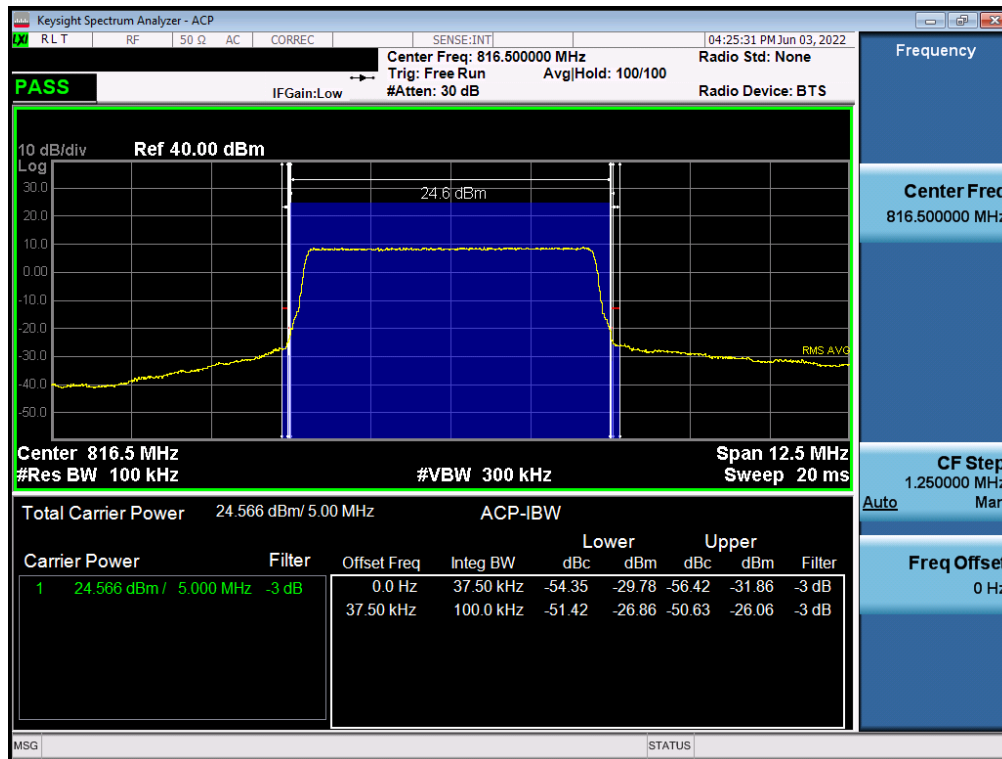 Keysight Spectrum Analyzer - ACP
LXI RLT RF 50 Ω AC CORREC SENSE:INT 04:25:31 PM Jun 03, 2022
Center Freq: 816.500000 MHz Radio Std: None
Trig: Free Run Avg|Hold: 100/100
PASS IFGain:Low #Atten: 30 dB Radio Device: BTS
10 dB/div Ref 40.00 dBm
Log
30.0
24.6 dBm
20.0
10.0
0.00
-10.0
-20.0
-30.0
RMS AVG
-40.0
-50.0
Center 816.5 MHz Span 12.5 MHz
#Res BW 100 kHz #VBW 300 kHz Sweep 20 ms
Total Carrier Power 24.566 dBm/ 5.00 MHz ACP-IBW
Lower Upper
Carrier Power Filter Offset Freq Integ BW dBc dBm dBc dBm Filter
1 24.566 dBm / 5.000 MHz -3 dB 0.0 Hz 37.50 kHz -54.35 -29.78 -56.42 -31.86 -3 dB
37.50 kHz 100.0 kHz -51.42 -26.86 -50.63 -26.06 -3 dB
MSG STATUS
Frequency
Center Freq
816.500000 MHz
CF Step
1.250000 MHz
Auto Man
Freq Offset
0 Hz